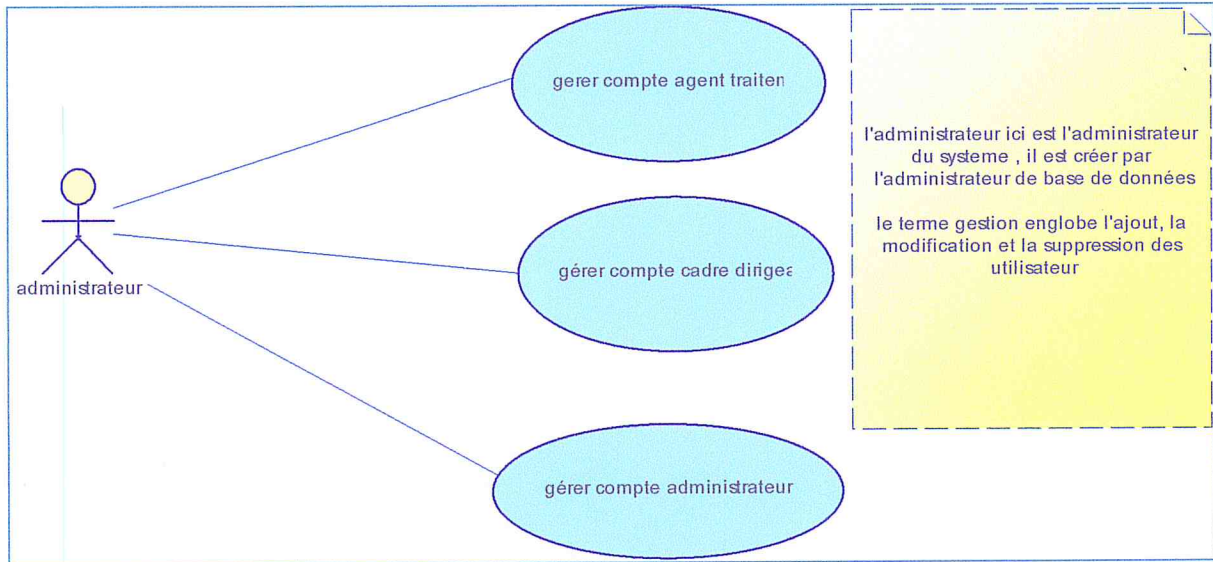 gerer compte agent traiten
l'administrateur ici est l'administrateur
du systeme , il est créer par
l'administrateur de base de données
le terme gestion englobe l'ajout, la
modification et la suppression des
utilisateur
administrateur
gérer compte cadre dirigea
gérer compte administrateur